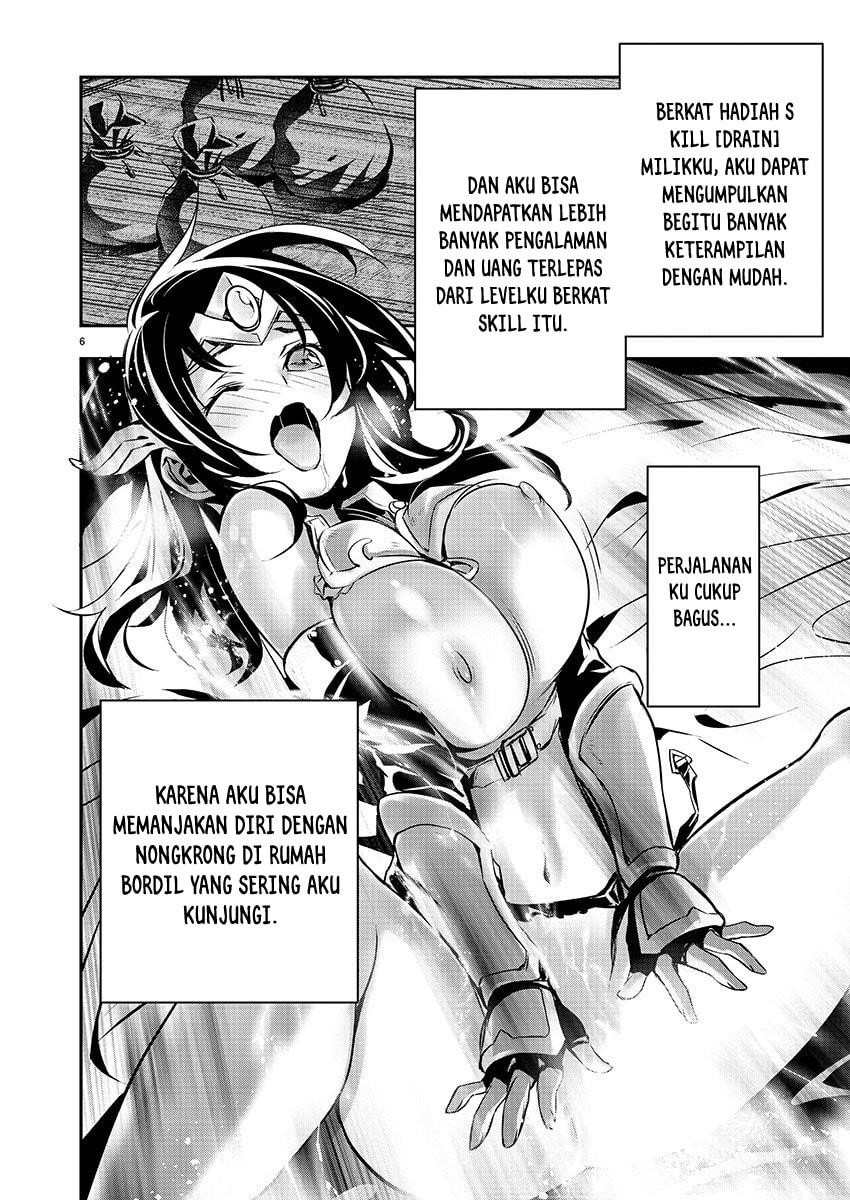 BERKAT HADIAH S
KILL [DRAIN]
MILIKKU, AKU DAPAT
MENGUMPULKAN
BEGITU BANYAK
KETERAMPILAN
DENGAN MUDAH.
DAN AKU BISA
MENDAPATKAN LEBIH
BANYAK PENGALAMAN
DAN UANG TERLEPAS
DARI LEVELKU BERKAT
SKILL ITU.
6
PERJALANAN
KU CUKUP
BAGUS...
KARENA AKU BISA
MEMANJAKAN DIRI DENGAN
NONGKRONG DI RUMAH
BORDIL YANG SERING AKU
KUNJUNGI.